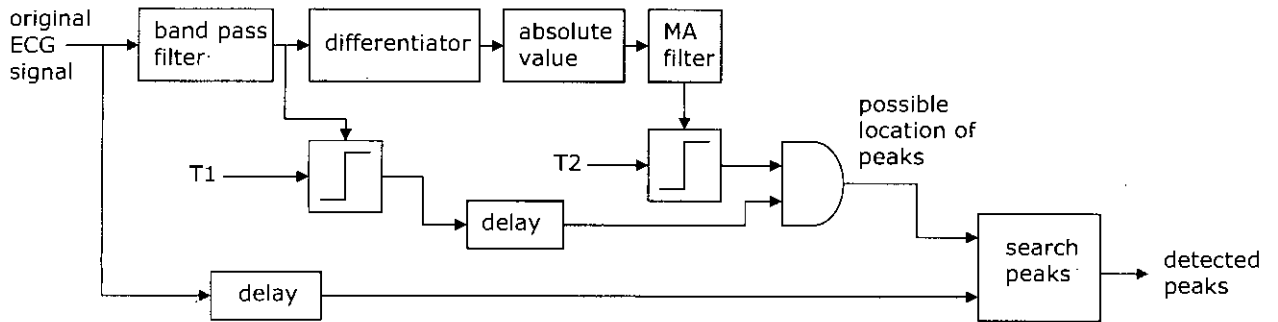 original
ECG
signal
band pass
filter
differentiator
absolute
value
MA
filter
T1
T2
possible
location of
peaks
delay
delay
search
peaks
detected
peaks